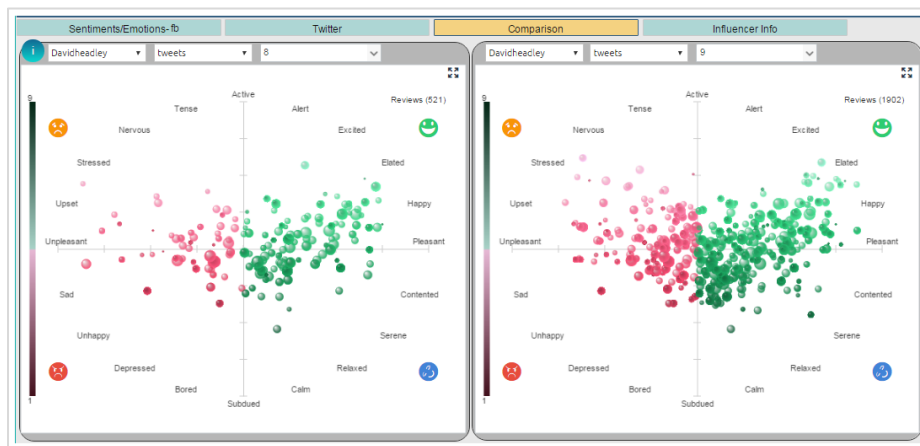 Sentiments/Emotions-fb Twitter Comparison Influencer Info
i Davidheadley tweets 8
Active
9 Reviews (521)
Tense Alert
Nervous Excited
Stressed Elated
Upset Happy
Unpleasant Pleasant
Sad Contented
Unhappy Serene
Depressed Relaxed
Bored Calm
1 Subdued
Davidheadley tweets 9
Active
9 Reviews (1902)
Tense Alert
Nervous Excited
Stressed Elated
Upset Happy
Unpleasant Pleasant
Sad Contented
Unhappy Serene
Depressed Relaxed
Bored Calm
1 Subdued